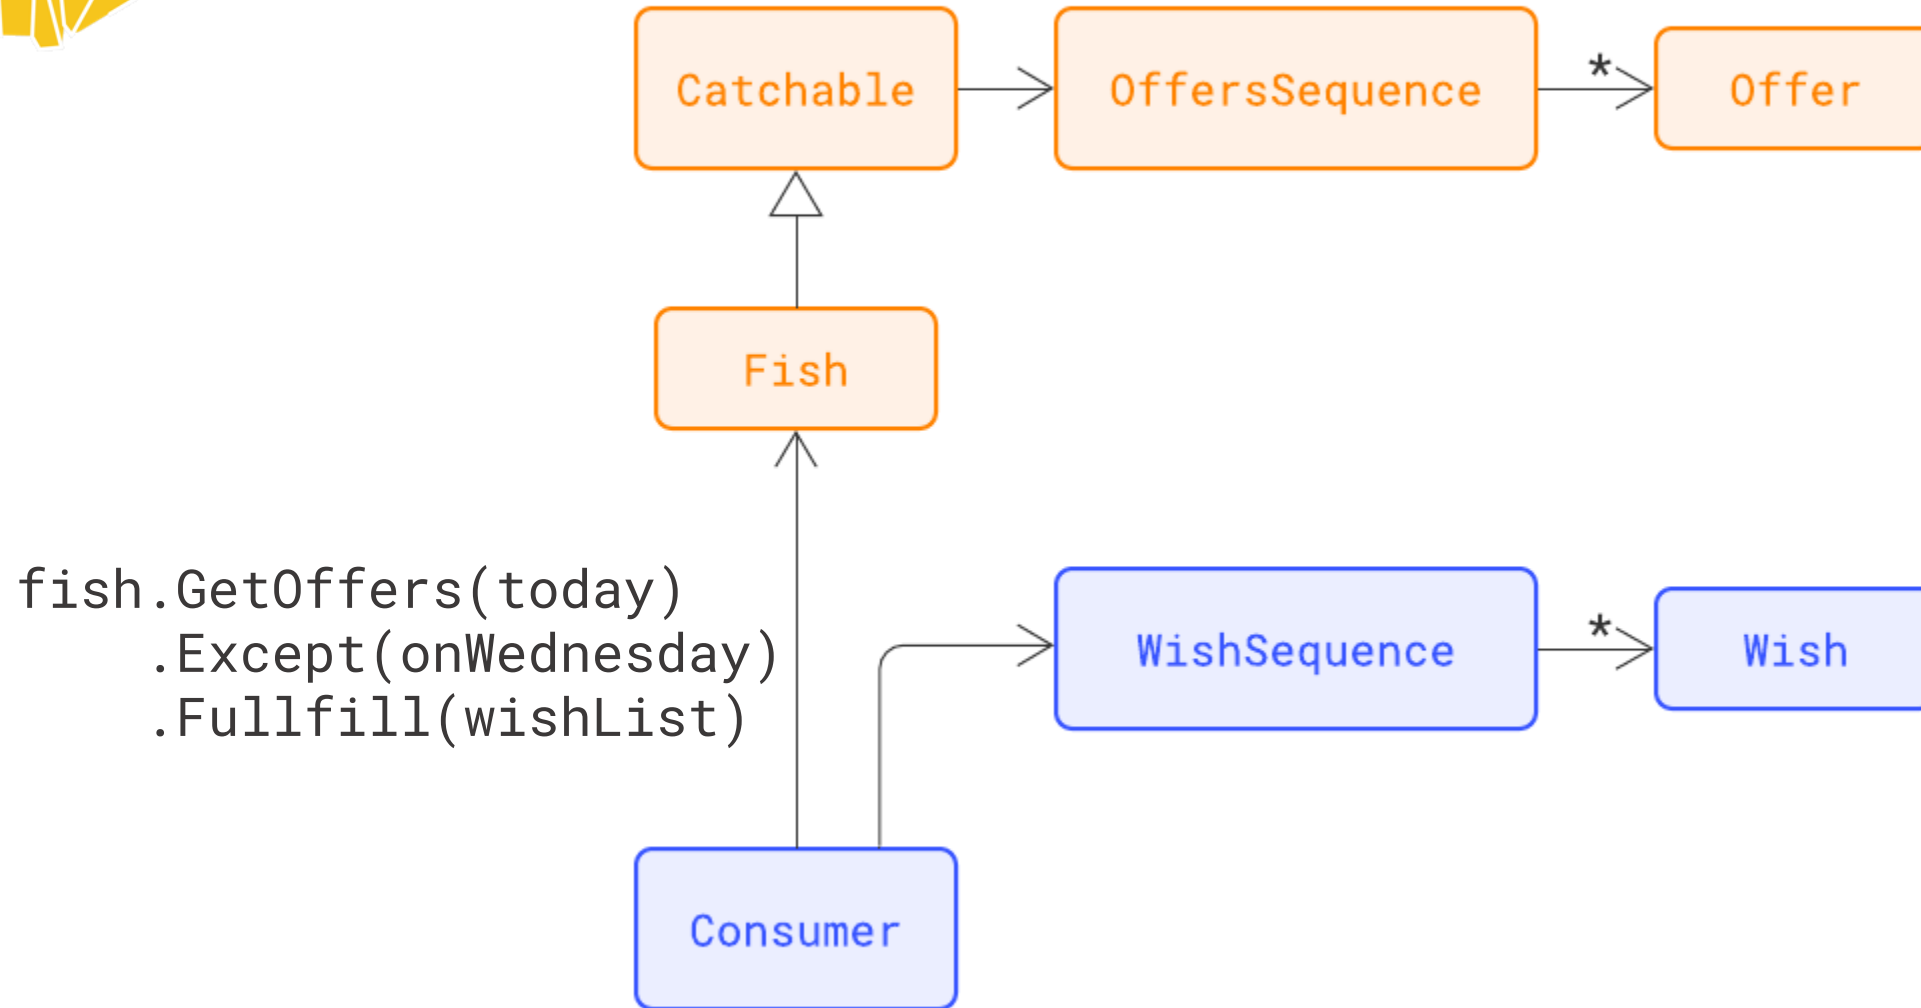 Catchable
OffersSequence
*
Offer
Fish
fish.GetOffers(today)
.Except(onWednesday)
.Fullfill(wishList)
WishSequence
*
Wish
Consumer